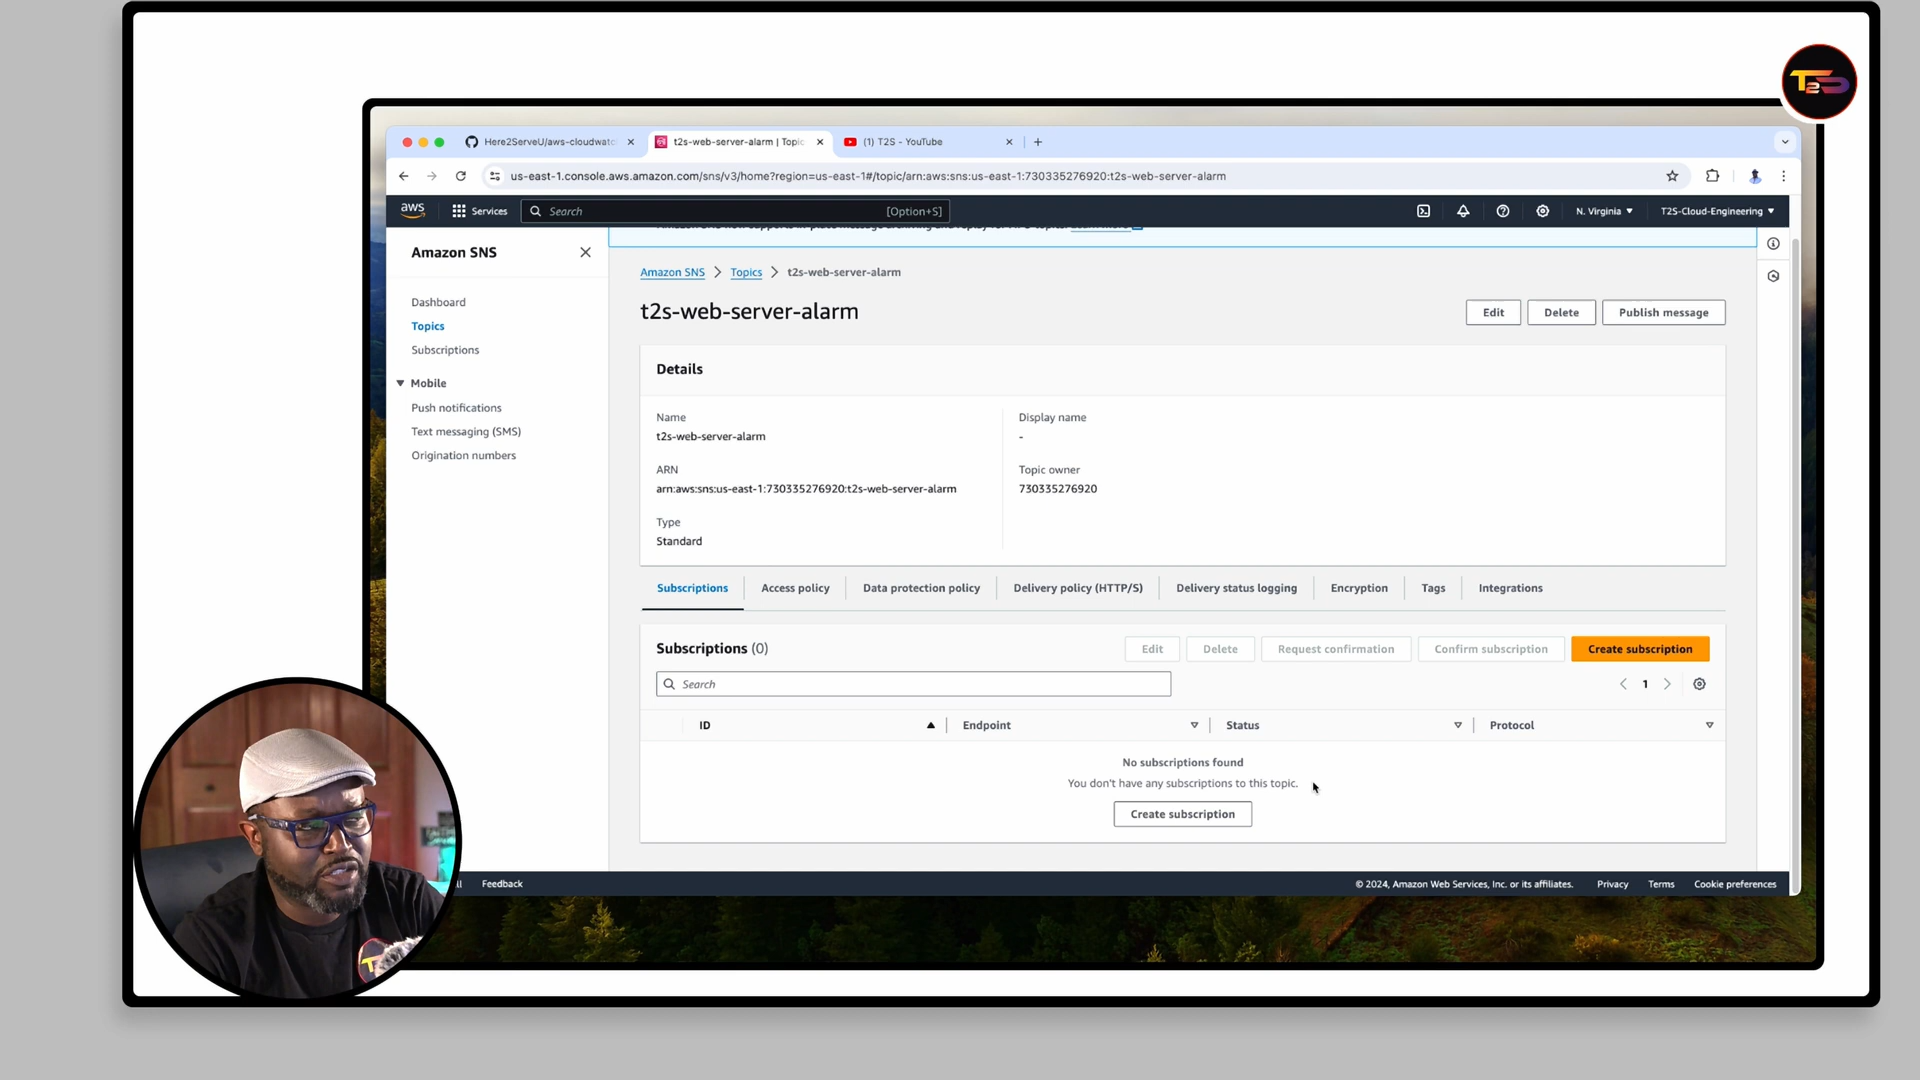 T2S
Here2ServeU/aws-cloudwatc
t2s-web-server-alarm | Topic
(1) T2S - YouTube
us-east-1.console.aws.amazon.com/sns/v3/home?region=us-east-1#/topic/arn:aws:sns:us-east-1:730335276920:t2s-web-server-alarm
aws
Services
Search
[Option+S]
N. Virginia
T2S-Cloud-Engineering
Amazon SNS
Dashboard
Topics
Subscriptions
Mobile
Push notifications
Text messaging (SMS)
Origination numbers
Amazon SNS > Topics > t2s-web-server-alarm
t2s-web-server-alarm
Edit
Delete
Publish message
Details
Name
t2s-web-server-alarm
ARN
arn:aws:sns:us-east-1:730335276920:t2s-web-server-alarm
Type
Standard
Display name
-
Topic owner
730335276920
Subscriptions
Access policy
Data protection policy
Delivery policy (HTTP/S)
Delivery status logging
Encryption
Tags
Integrations
Subscriptions (0)
Edit
Delete
Request confirmation
Confirm subscription
Create subscription
Search
1
ID
Endpoint
Status
Protocol
No subscriptions found
You don't have any subscriptions to this topic.
Create subscription
Feedback
© 2024, Amazon Web Services, Inc. or its affiliates.
Privacy
Terms
Cookie preferences